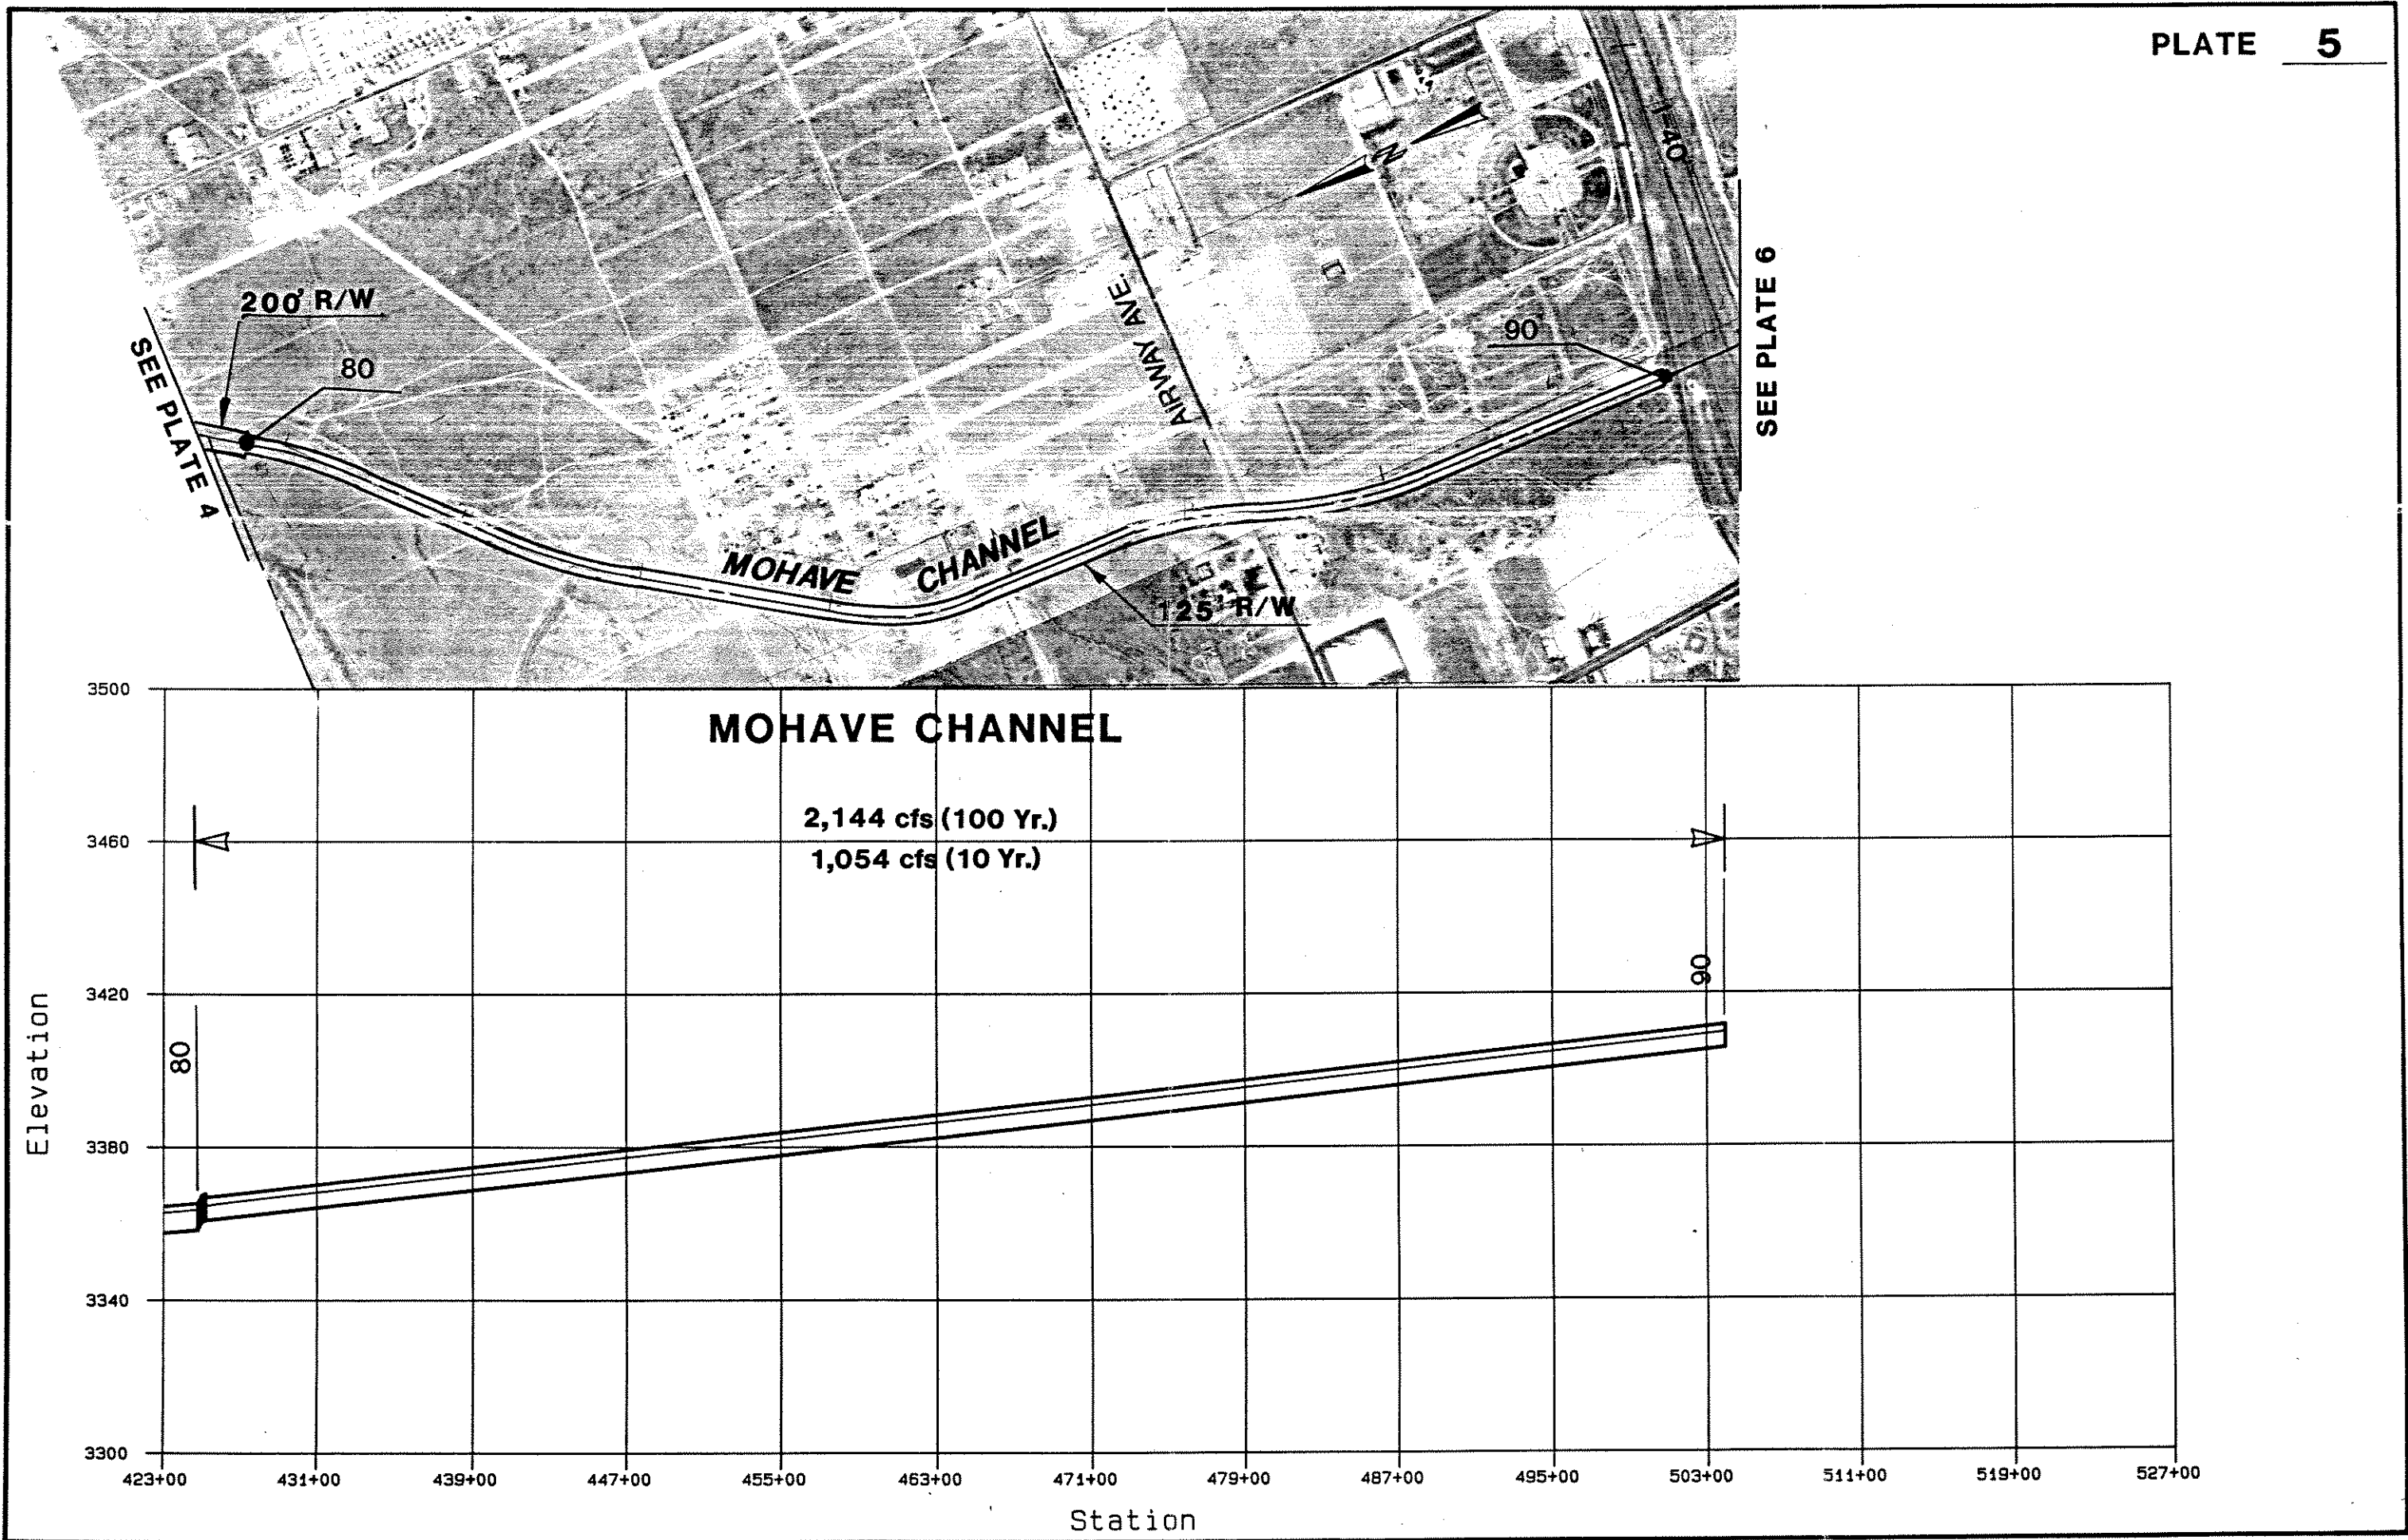 PLATE 5
I-40
N
200' R/W
80
SEE PLATE 4
AIRWAY AVE.
90
SEE PLATE 6
MOHAVE CHANNEL
125' R/W
MOHAVE CHANNEL
2,144 cfs (100 Yr.)
1,054 cfs (10 Yr.)
80
90
Elevation
3500
3460
3420
3380
3340
3300
423+00 431+00 439+00 447+00 455+00 463+00 471+00 479+00 487+00 495+00 503+00 511+00 519+00 527+00
Station